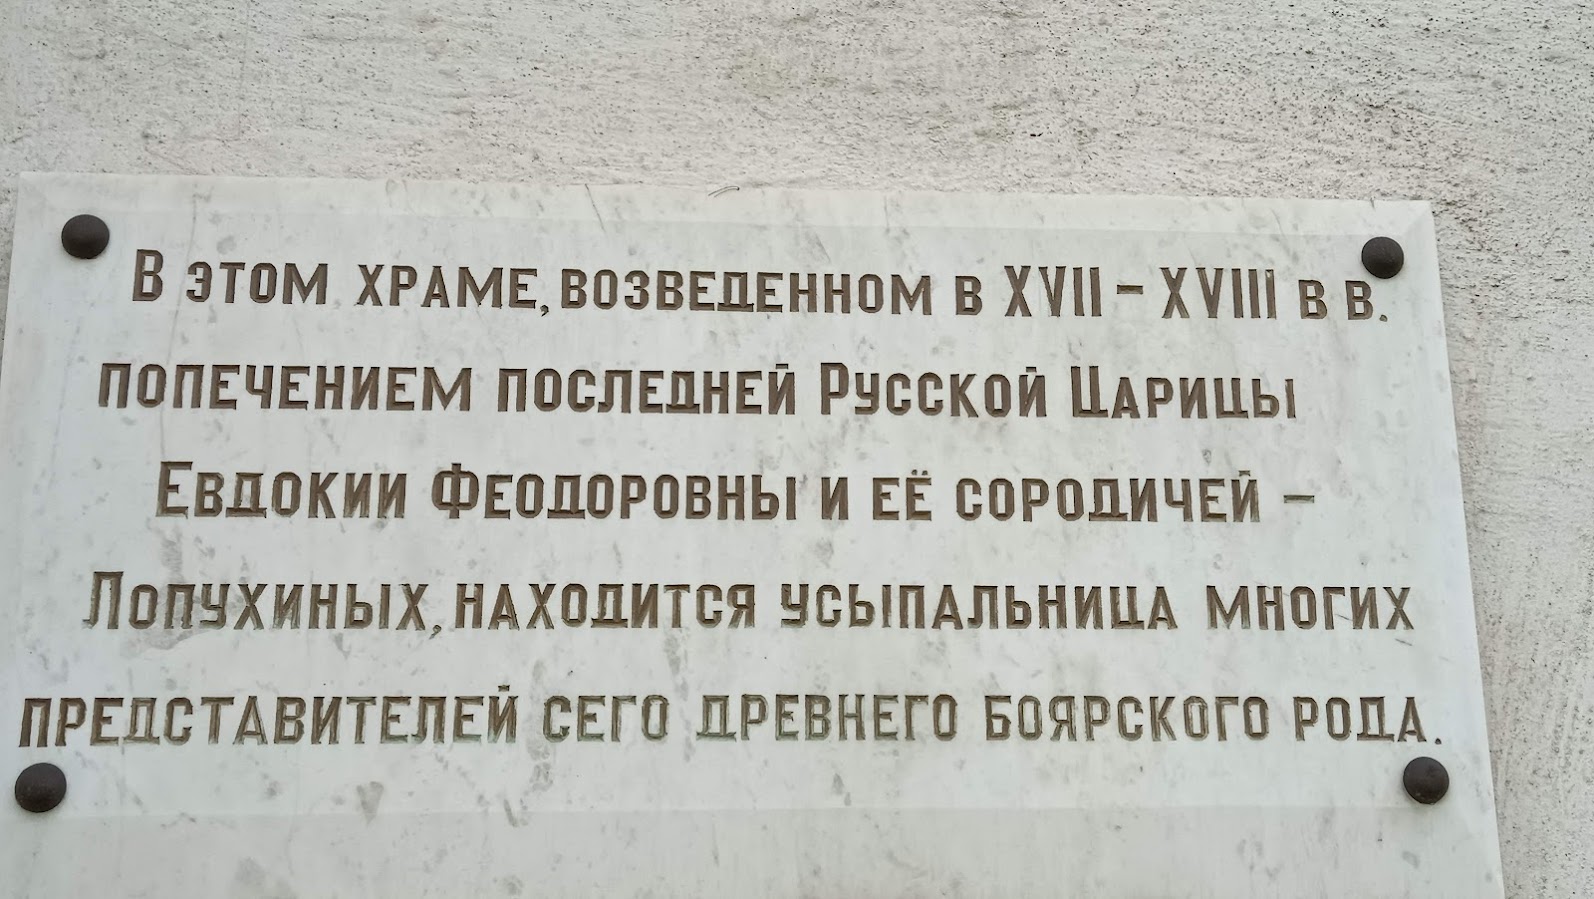 В этом храме, возведенном в XVII – XVIII в в.
попечением последней Русской Царицы
Евдокии Феодоровны и её сородичей –
Лопухиных, находится усыпальница многих
представителей сего древнего боярского рода.